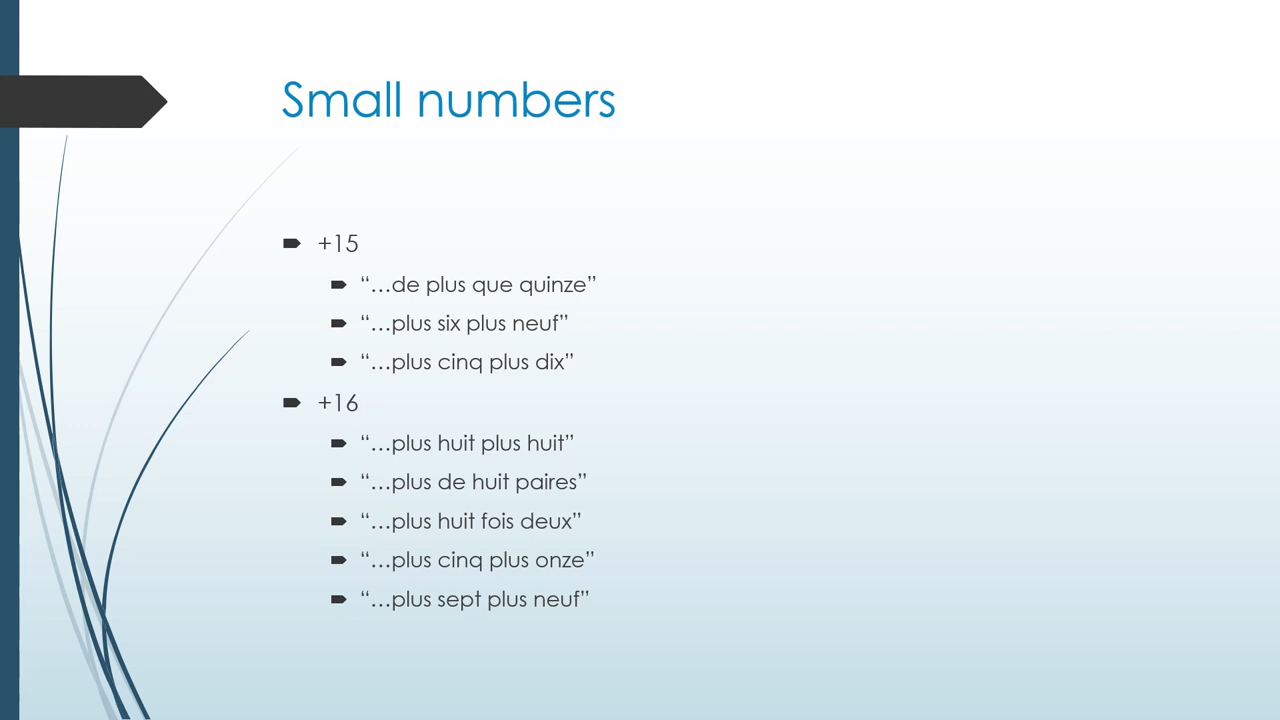 Small numbers
+15
“…de plus que quinze”
“…plus six plus neuf”
“…plus cinq plus dix”
+16
“…plus huit plus huit”
“…plus de huit paires”
“…plus huit fois deux”
“…plus cinq plus onze”
“…plus sept plus neuf”